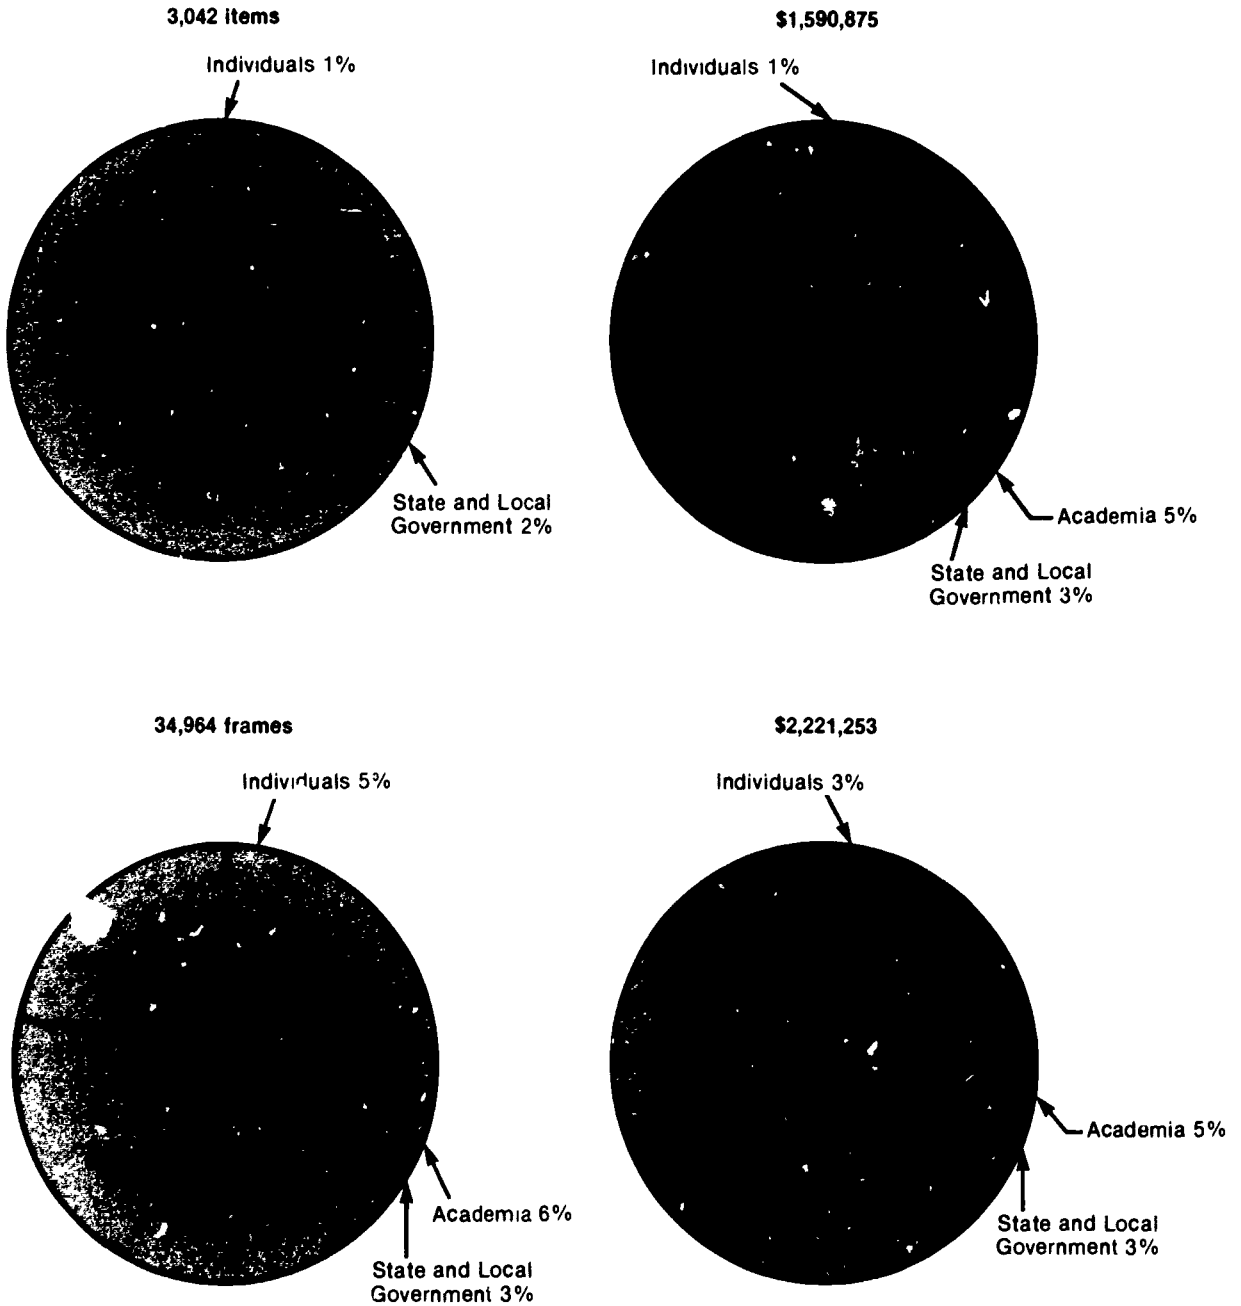 3,042 items
$1,590,875
Individuals 1%
Individuals 1%
State and Local
Government 2%
Academia 5%
State and Local
Government 3%
34,964 frames
$2,221,253
Individuals 5%
Individuals 3%
Academia 6%
State and Local
Government 3%
Academia 5%
State and Local
Government 3%